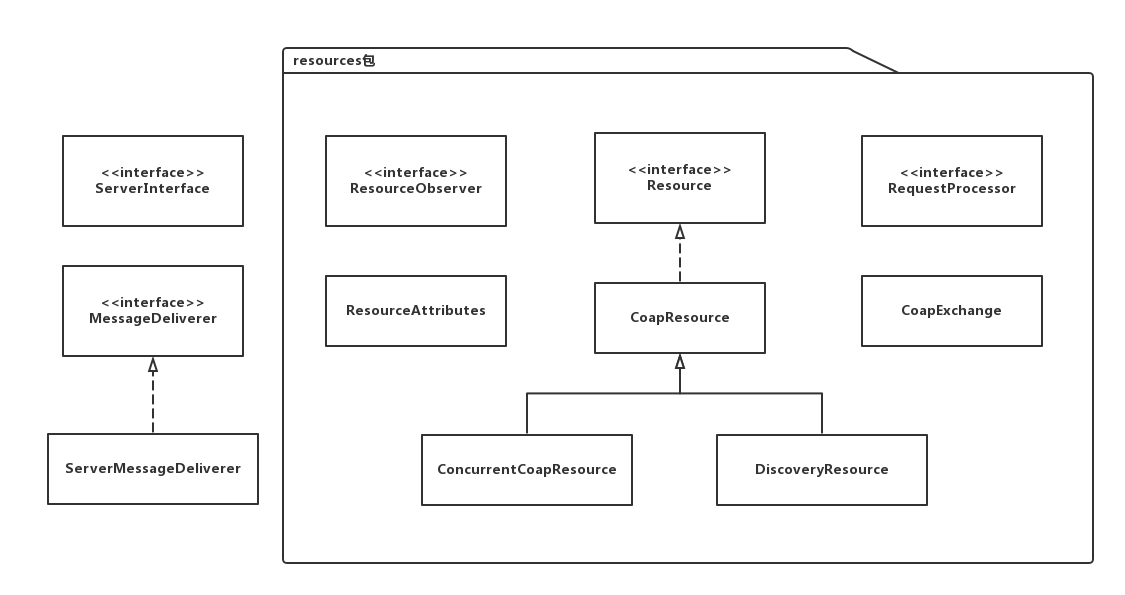 resources包
<<interface>>
ServerInterface
<<interface>>
ResourceObserver
<<interface>>
Resource
<<interface>>
RequestProcessor
<<interface>>
MessageDeliverer
ResourceAttributes
CoapResource
CoapExchange
ServerMessageDeliverer
ConcurrentCoapResource
DiscoveryResource